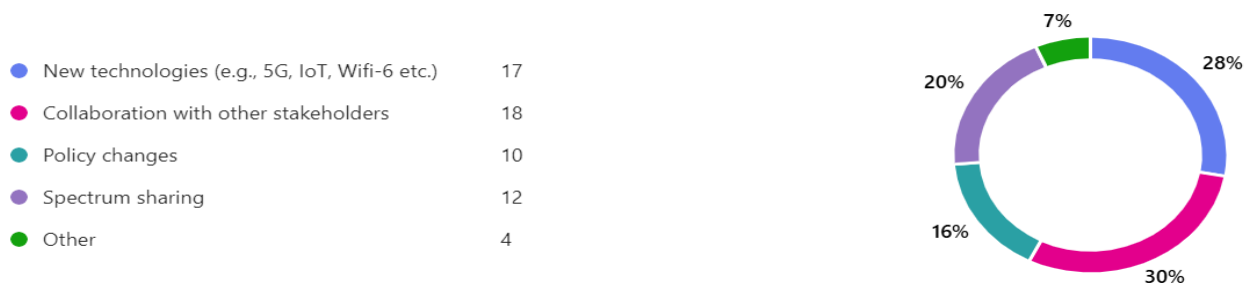 New technologies (e.g., 5G, IoT, Wifi-6 etc.) 17
Collaboration with other stakeholders 18
Policy changes 10
Spectrum sharing 12
Other 4
7%
28%
20%
16%
30%